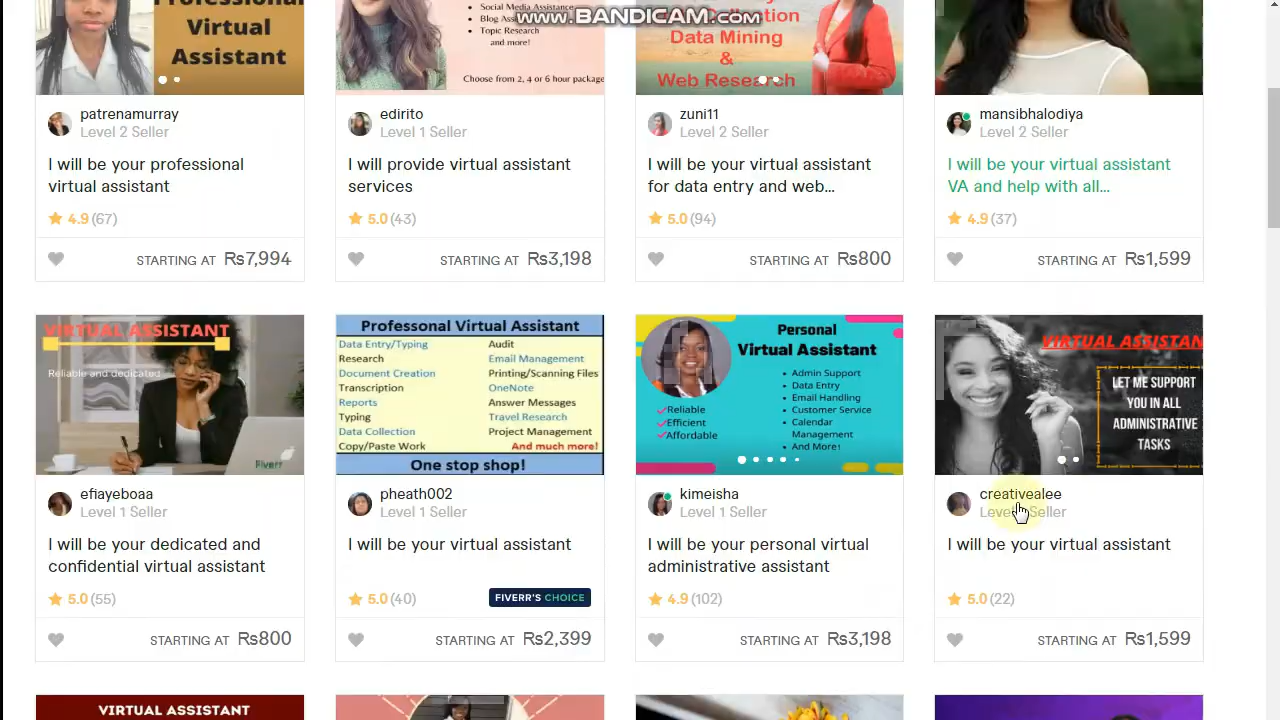 www.BANDICAM.com
Professional
Virtual
Assistant
Social Media Assistance
Topic Research
and more!
Choose from 2, 4 or 6 hour package
Data Mining
&
Web Research
patrenamurray
Level 2 Seller
I will be your professional
virtual assistant
4.9 (67)
STARTING AT Rs7,994
edirito
Level 1 Seller
I will provide virtual assistant
services
5.0 (43)
STARTING AT Rs3,198
zuni11
Level 2 Seller
I will be your virtual assistant
for data entry and web...
5.0 (94)
STARTING AT Rs800
mansibhalodiya
Level 2 Seller
I will be your virtual assistant
VA and help with all...
4.9 (37)
STARTING AT Rs1,599
VIRTUAL ASSISTANT
Reliable and dedicated
Fiverr
efiayeboaa
Level 1 Seller
I will be your dedicated and
confidential virtual assistant
5.0 (55)
STARTING AT Rs800
Professonal Virtual Assistant
Data Entry/Typing
Research
Document Creation
Transcription
Reports
Typing
Data Collection
Copy/Paste Work
Audit
Email Management
Printing/Scanning Files
OneNote
Answer Messages
Travel Research
Project Management
And much more!
One stop shop!
pheath002
Level 1 Seller
I will be your virtual assistant
5.0 (40)
FIVERR'S CHOICE
STARTING AT Rs2,399
Personal
Virtual Assistant
Admin Support
Data Entry
Email Handling
Customer Service
Calendar
Management
And More!
Reliable
Efficient
Affordable
kimeisha
Level 1 Seller
I will be your personal virtual
administrative assistant
4.9 (102)
STARTING AT Rs3,198
VIRTUAL ASSISTAN
LET ME SUPPORT
YOU IN ALL
ADMINISTRATIVE
TASKS
creativealee
Level Seller
I will be your virtual assistant
5.0 (22)
STARTING AT Rs1,599
VIRTUAL ASSISTANT